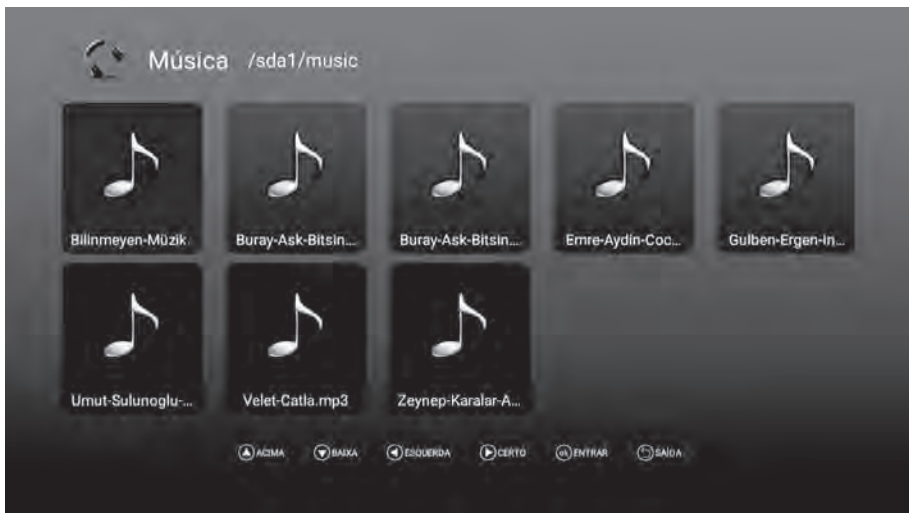 Música /sda1/music
Bilinmeyen-Müzik Buray-Ask-Bitsin... Buray-Ask-Bitsin... Emre-Aydin-Coc... Gulben-Ergen-In...
Umut-Sulunoglu-... Velet-Catla.mp3 Zeynep-Karalar-A...
ACIMA BAIXA ESQUERDA CERTO ok ENTRAR SAÍDA